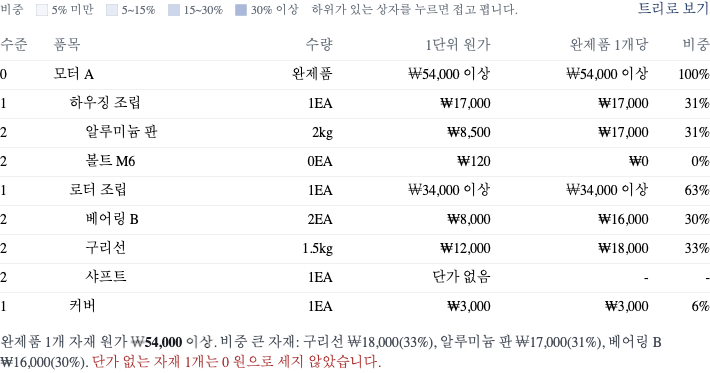 비중 5% 미만 5~15% 15~30% 30% 이상 하위가 있는 상자를 누르면 접고 폅니다. 트리로 보기
수준 품목 수량 1단위 원가 완제품 1개당 비중
0 모터 A 완제품 ₩54,000 이상 ₩54,000 이상 100%
1 하우징 조립 1EA ₩17,000 ₩17,000 31%
2 알루미늄 판 2kg ₩8,500 ₩17,000 31%
2 볼트 M6 0EA ₩120 ₩0 0%
1 로터 조립 1EA ₩34,000 이상 ₩34,000 이상 63%
2 베어링 B 2EA ₩8,000 ₩16,000 30%
2 구리선 1.5kg ₩12,000 ₩18,000 33%
2 샤프트 1EA 단가 없음 - -
1 커버 1EA ₩3,000 ₩3,000 6%
완제품 1개 자재 원가 ₩54,000 이상. 비중 큰 자재: 구리선 ₩18,000(33%), 알루미늄 판 ₩17,000(31%), 베어링 B
₩16,000(30%). 단가 없는 자재 1개는 0 원으로 세지 않았습니다.